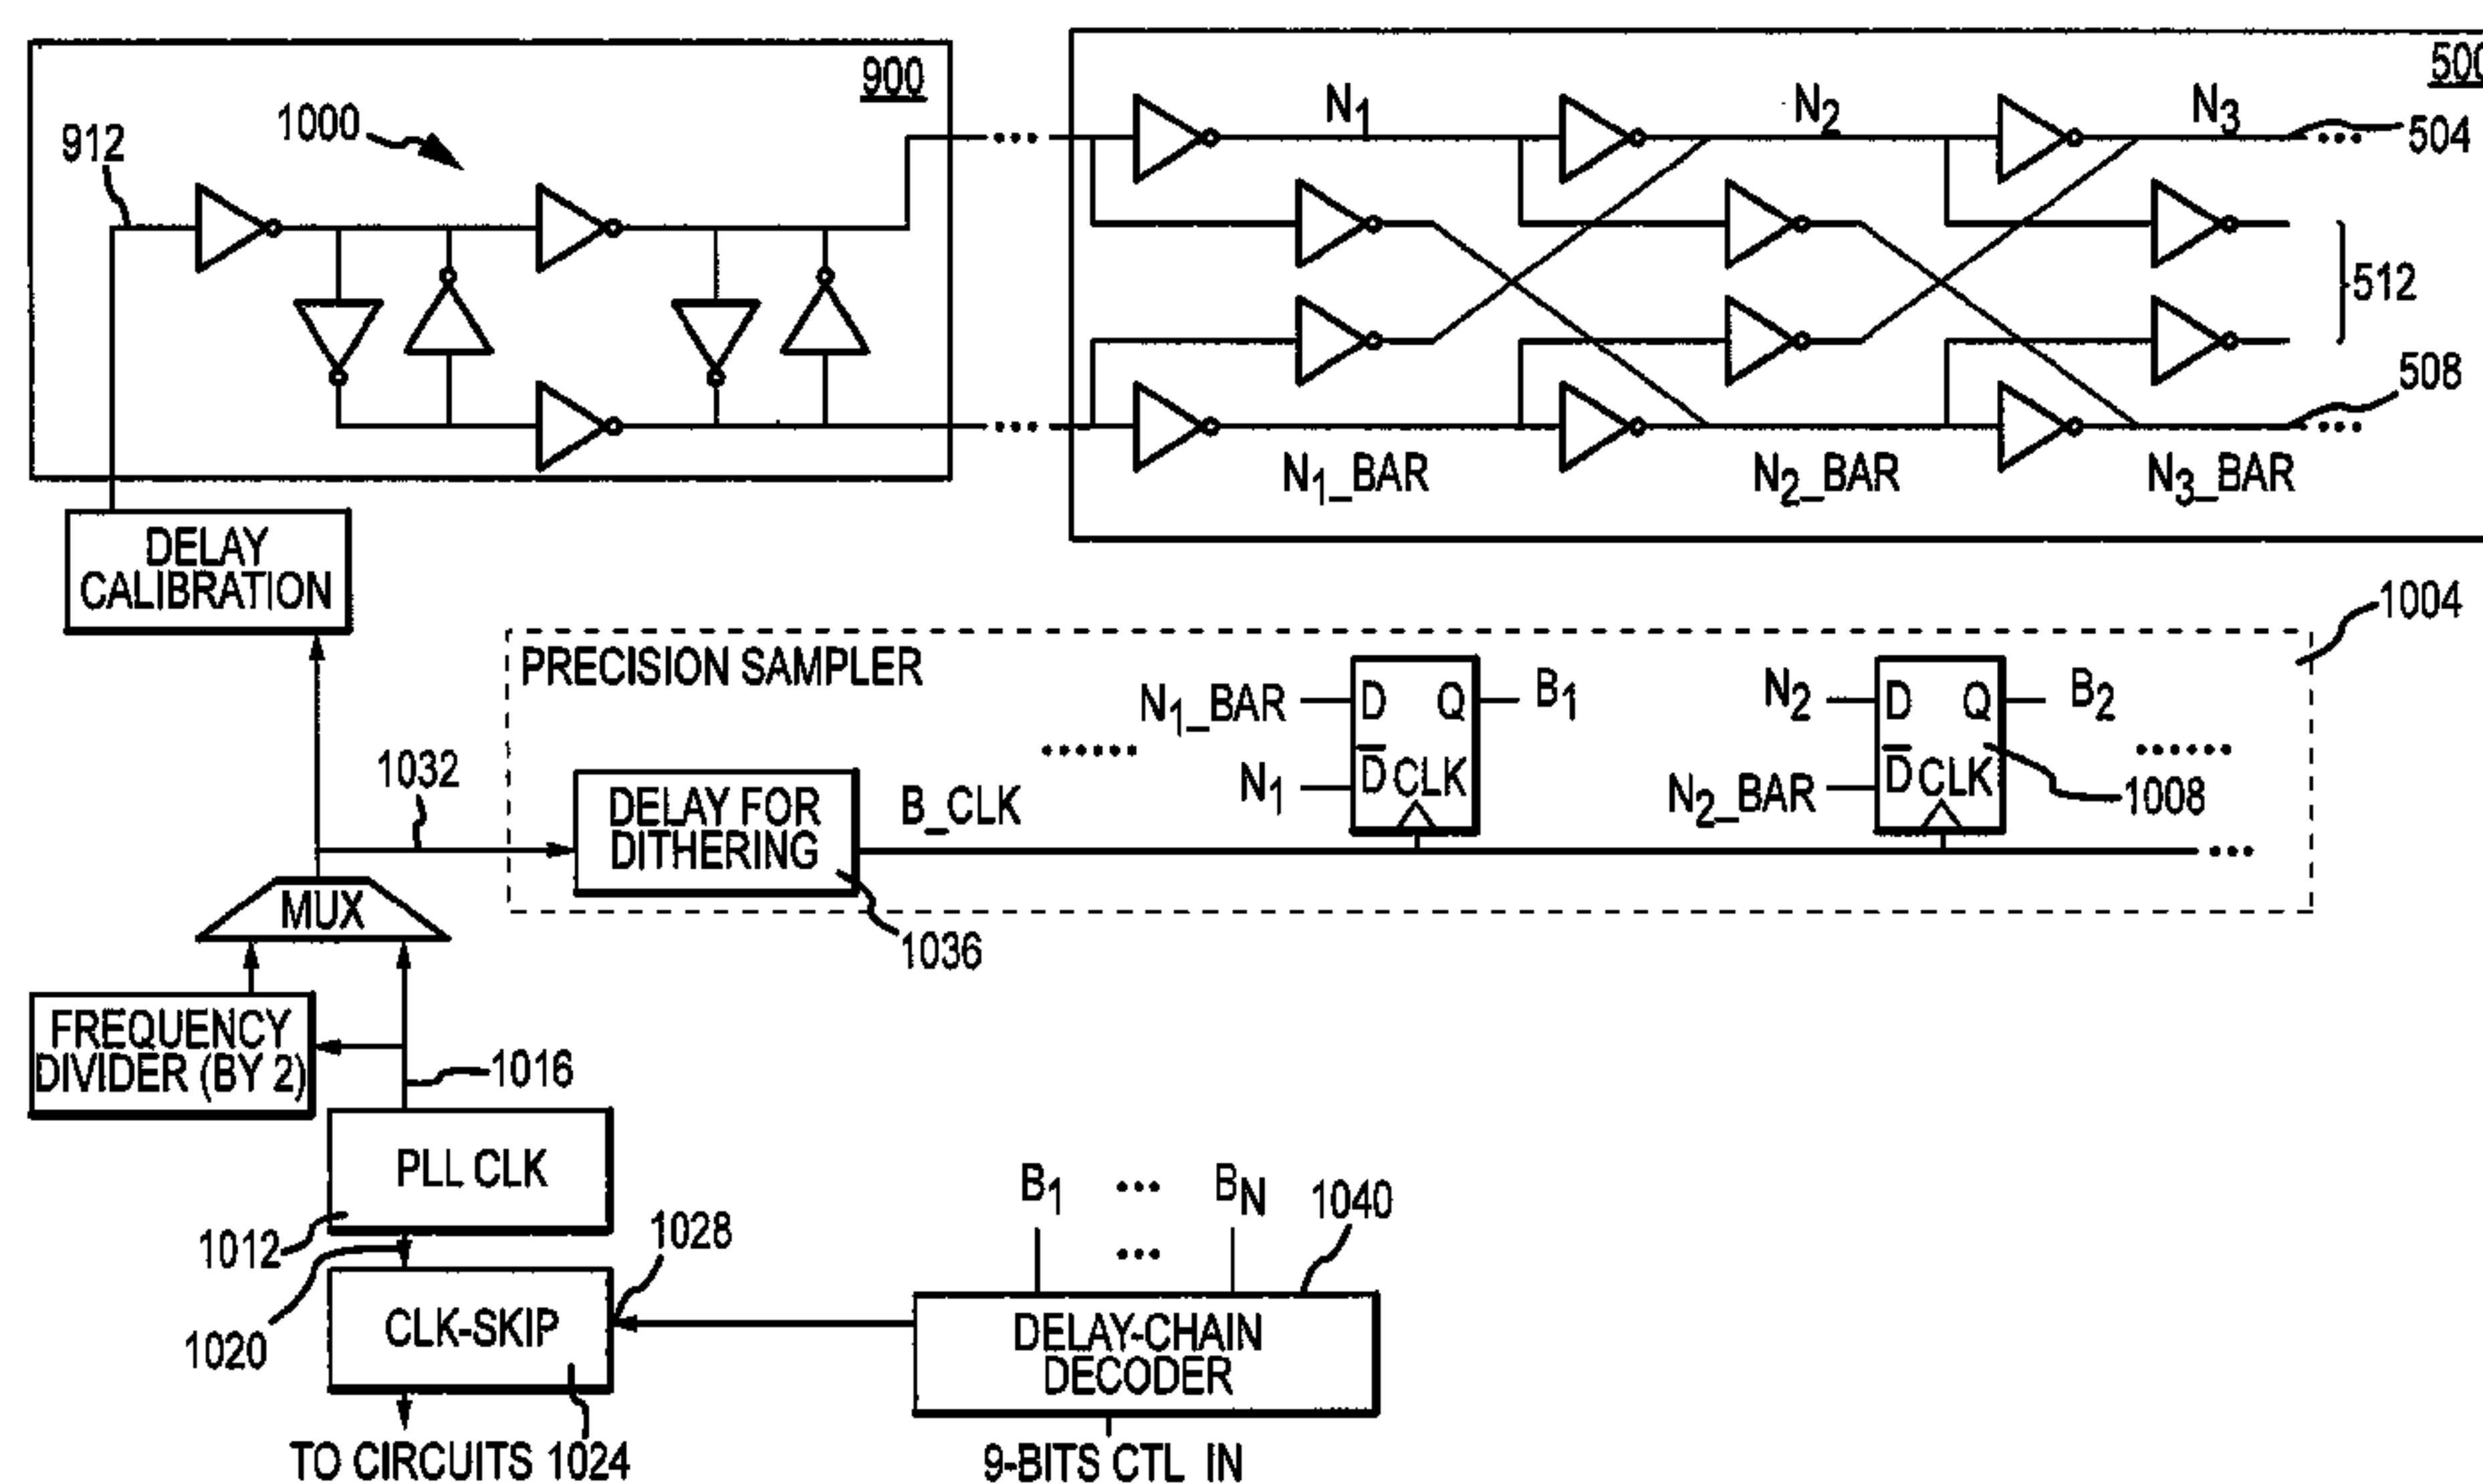 900
500
1000
912
N1
N2
N3
504
512
508
N1_BAR
N2_BAR
N3_BAR
DELAY
CALIBRATION
1004
PRECISION SAMPLER
N1_BAR
D Q
B1
N1
D̅ CLK
N2
D Q
B2
N2_BAR
D̅ CLK
1008
1032
DELAY FOR
DITHERING
B_CLK
1036
MUX
FREQUENCY
DIVIDER (BY 2)
1016
PLL CLK
1012
1020
1028
CLK-SKIP
B1 ... BN
...
1040
DELAY-CHAIN
DECODER
TO CIRCUITS 1024
9-BITS CTL IN